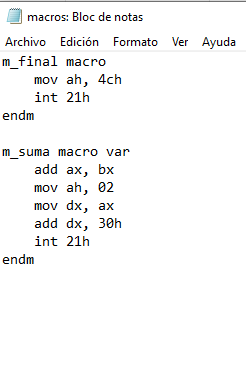 macros: Bloc de notas
Archivo Edición Formato Ver Ayuda
m_final macro
    mov ah, 4ch
    int 21h
endm

m_suma macro var
    add ax, bx
    mov ah, 02
    mov dx, ax
    add dx, 30h
    int 21h
endm